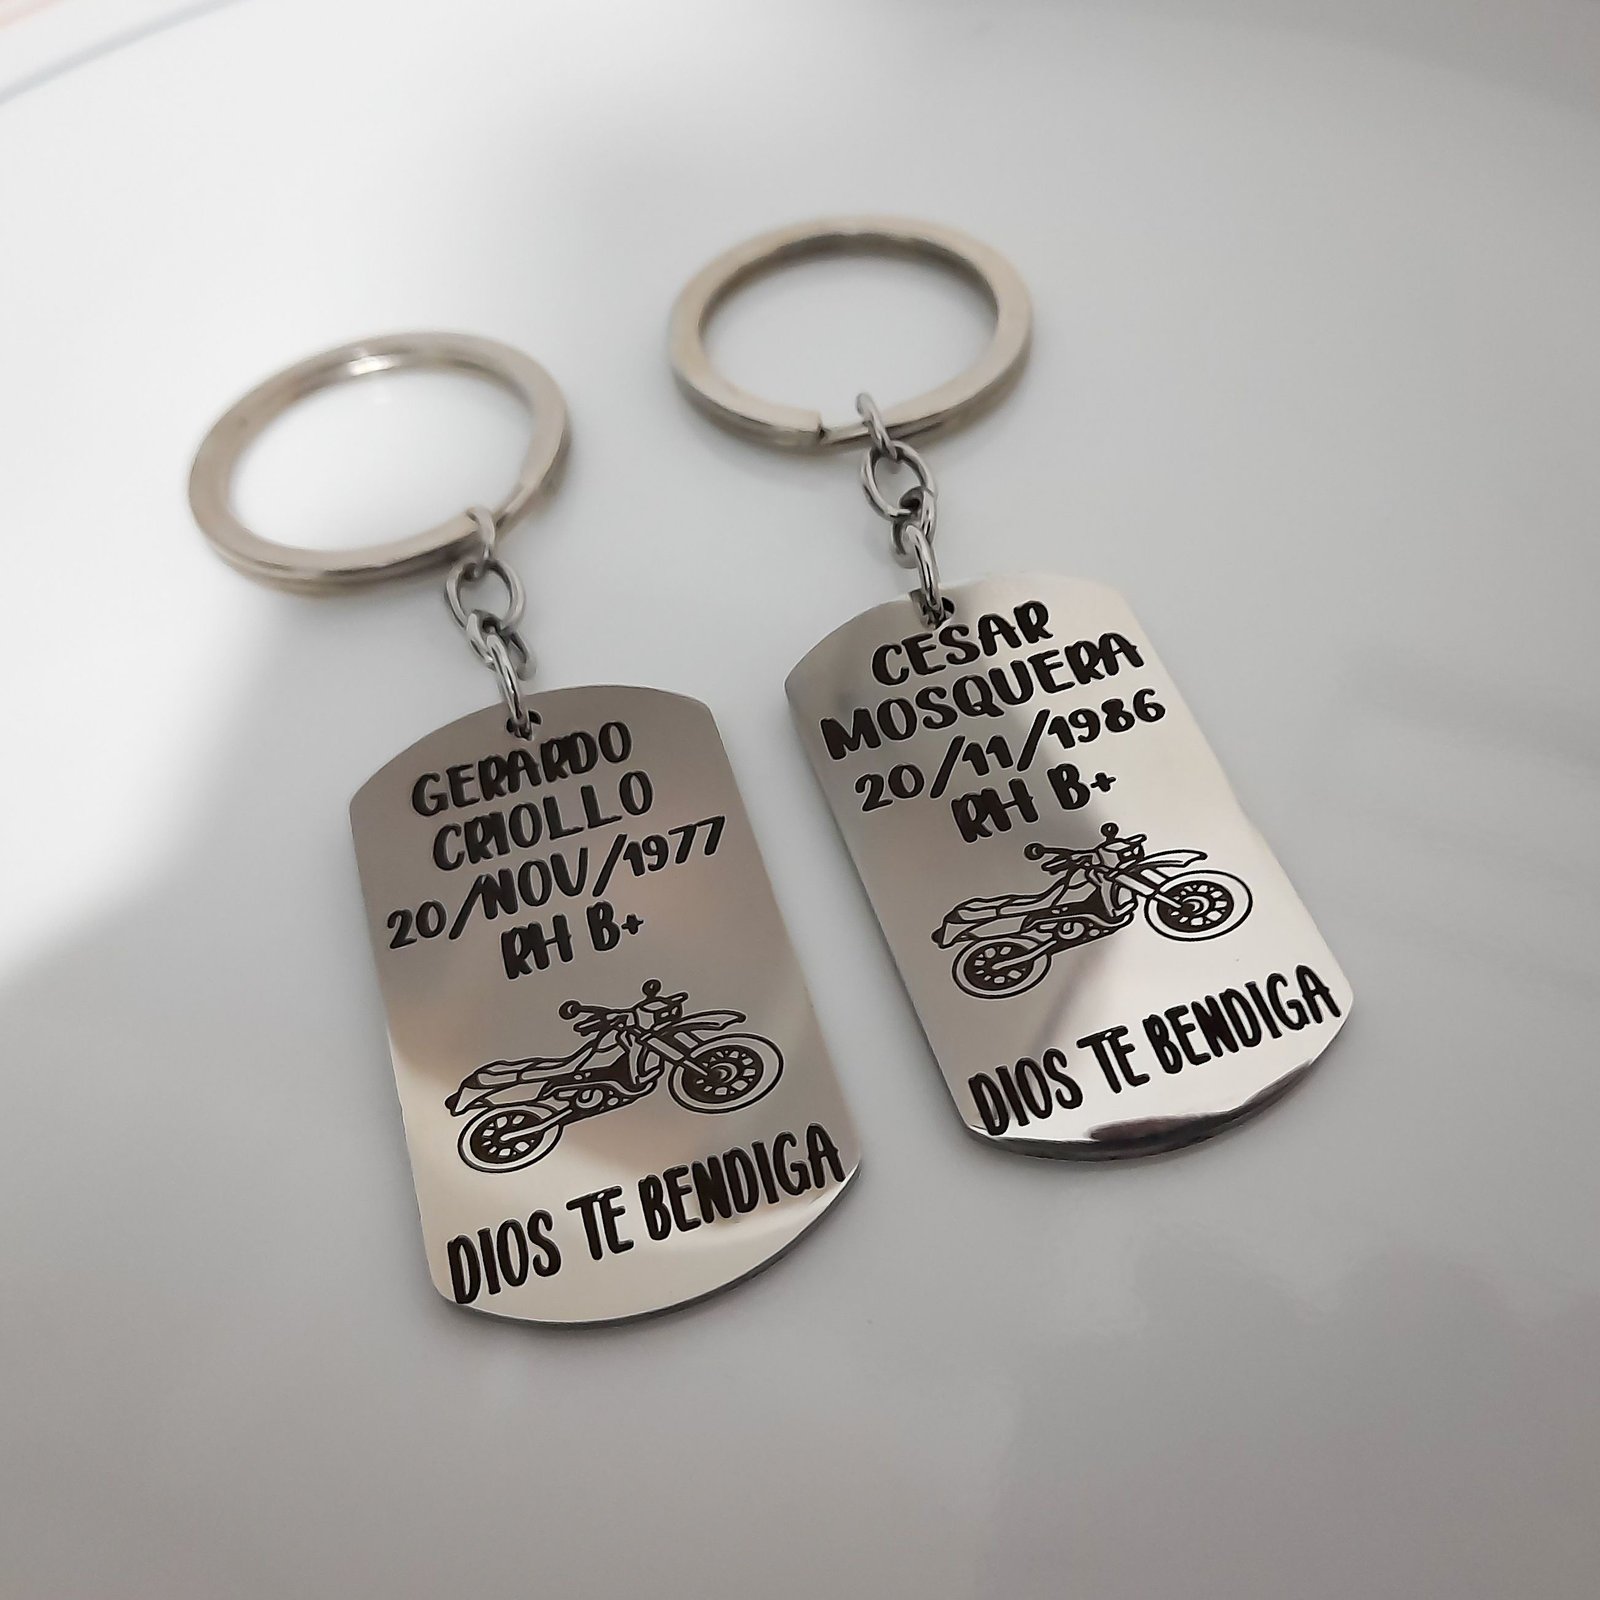 GERARDO
CRIOLLO
20/NOV/1977
RH B+
DIOS TE BENDIGA
CESAR
MOSQUERA
20/11/1986
RH B+
DIOS TE BENDIGA